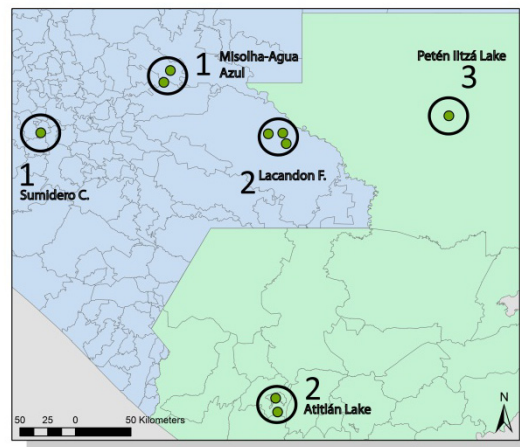 1 Misolha-Agua
Azul
Petén Iltzá Lake
3
1
Sumidero C.
2 Lacandon F.
2
Atitlán Lake
N
50 25 0 50 Kilometers